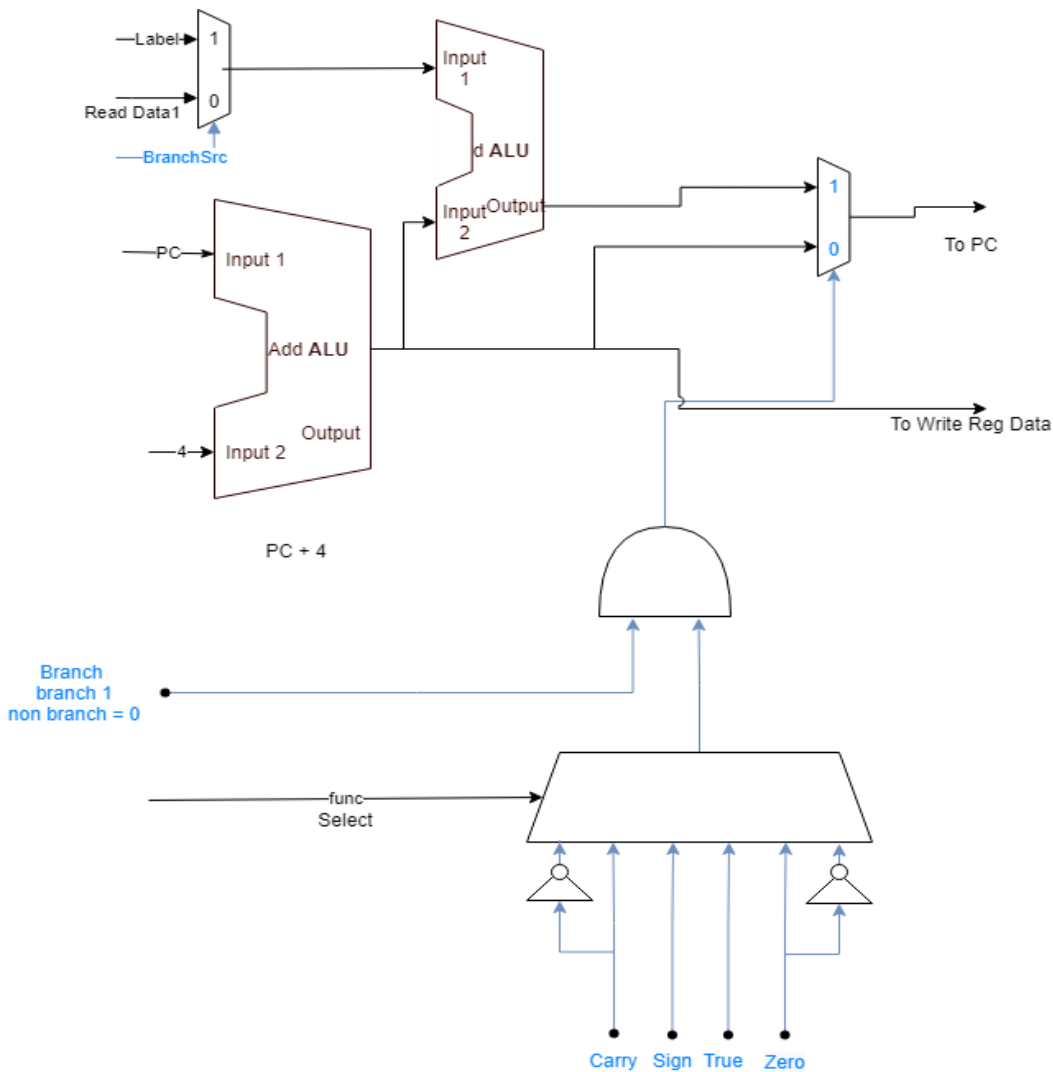 Label
1
0
Read Data1
BranchSrc
Input
1
d ALU
Input
2
Output
1
0
To PC
PC
Input 1
Add ALU
Output
4
Input 2
To Write Reg Data
PC + 4
Branch
branch 1
non branch = 0
func
Select
Carry
Sign
True
Zero